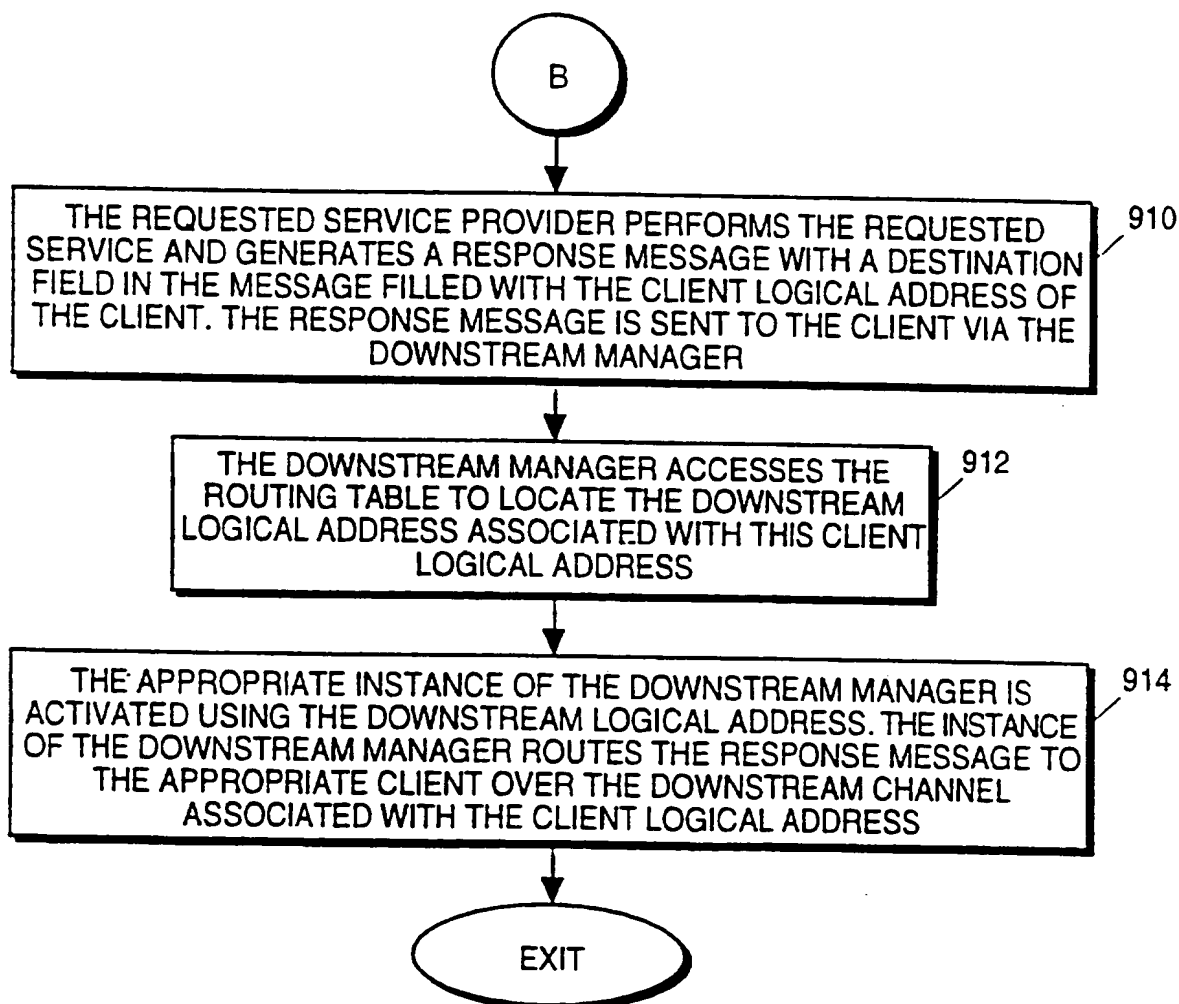 B
THE REQUESTED SERVICE PROVIDER PERFORMS THE REQUESTED
SERVICE AND GENERATES A RESPONSE MESSAGE WITH A DESTINATION
FIELD IN THE MESSAGE FILLED WITH THE CLIENT LOGICAL ADDRESS OF
THE CLIENT. THE RESPONSE MESSAGE IS SENT TO THE CLIENT VIA THE
DOWNSTREAM MANAGER
910
THE DOWNSTREAM MANAGER ACCESSES THE
ROUTING TABLE TO LOCATE THE DOWNSTREAM
LOGICAL ADDRESS ASSOCIATED WITH THIS CLIENT
LOGICAL ADDRESS
912
THE APPROPRIATE INSTANCE OF THE DOWNSTREAM MANAGER IS
ACTIVATED USING THE DOWNSTREAM LOGICAL ADDRESS. THE INSTANCE
OF THE DOWNSTREAM MANAGER ROUTES THE RESPONSE MESSAGE TO
THE APPROPRIATE CLIENT OVER THE DOWNSTREAM CHANNEL
ASSOCIATED WITH THE CLIENT LOGICAL ADDRESS
914
EXIT